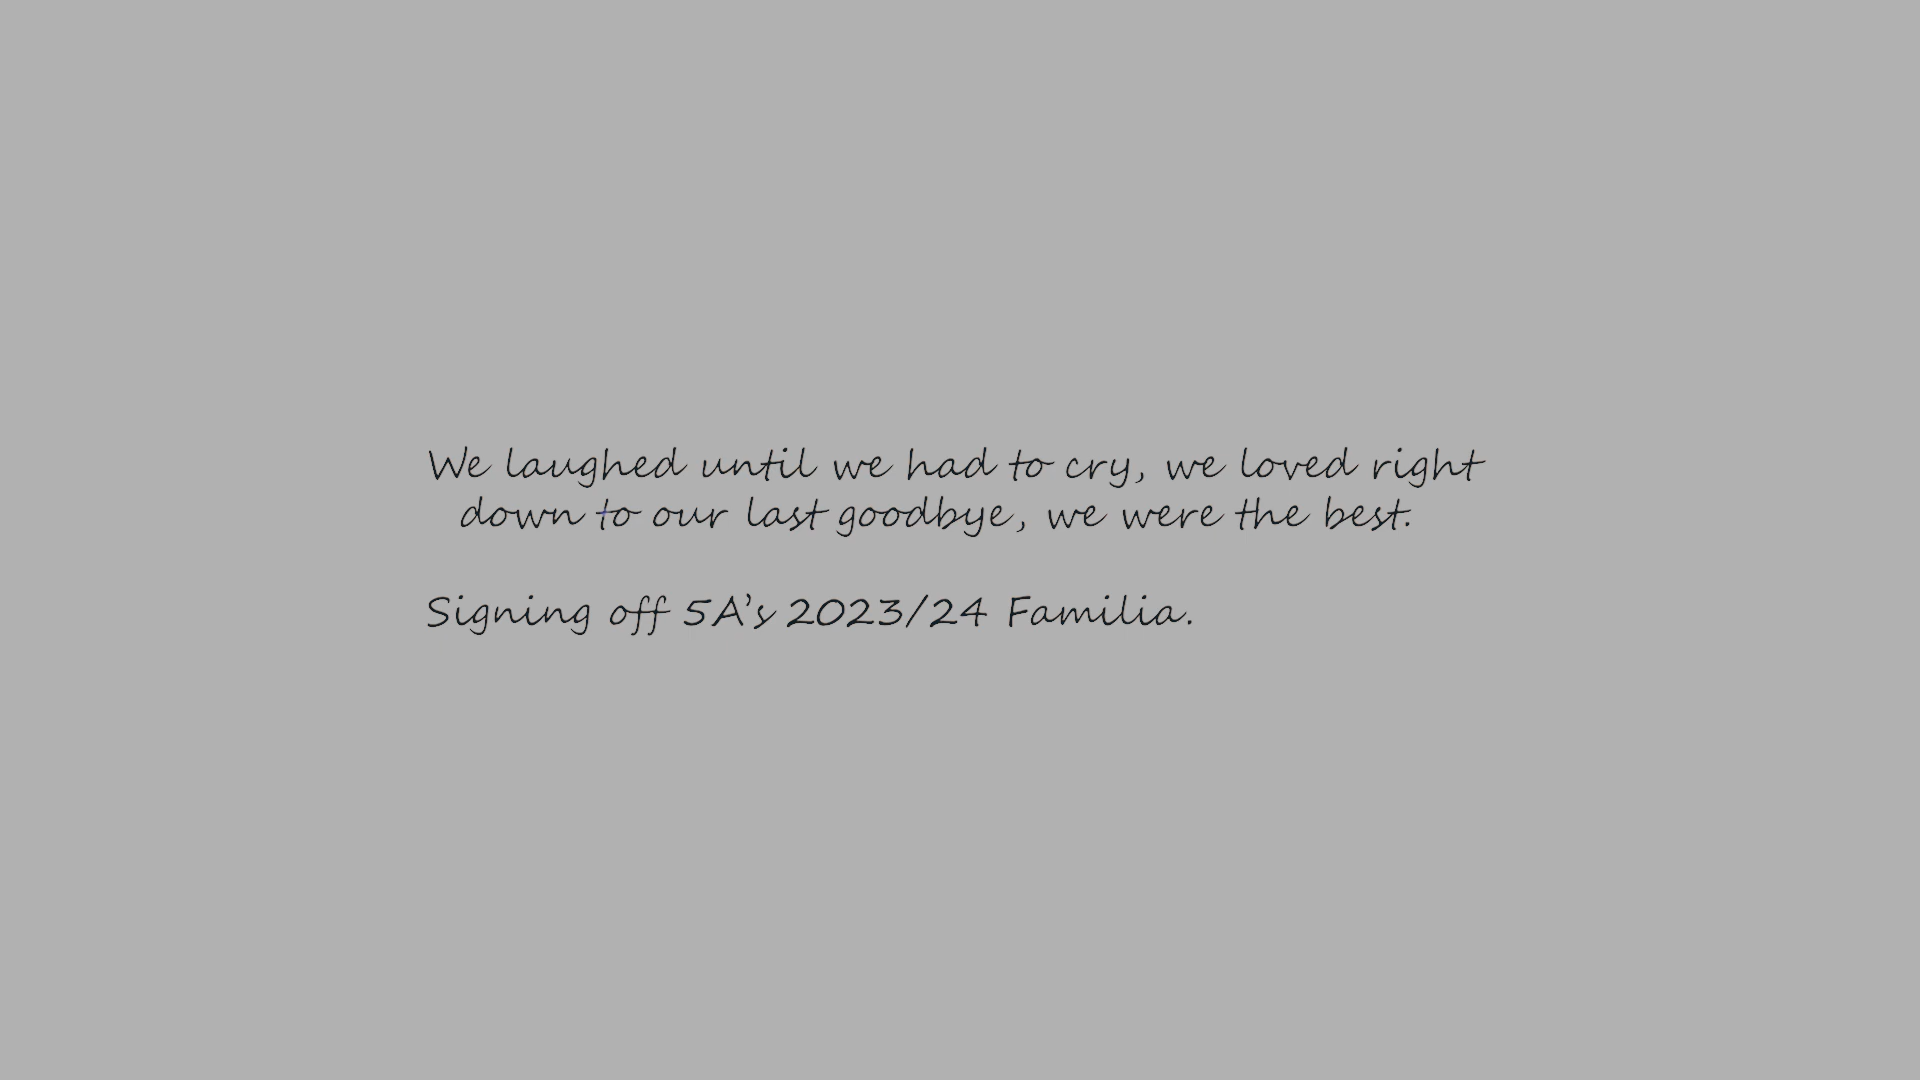 We laughed until we had to cry, we loved right
down to our last goodbye, we were the best.
Signing off 5A's 2023/24 Familia.